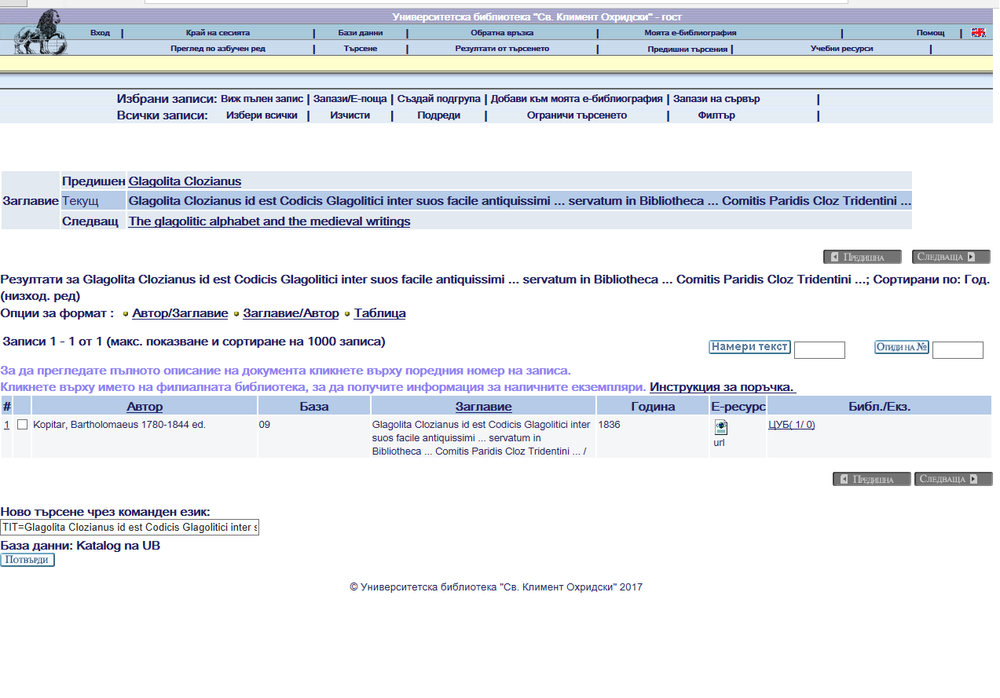 Университетска библиотека "Св. Климент Охридски" - гост
Вход | Край на сесията | Бази данни | Обратна връзка | Моята е-библиография | Помощ |
Преглед по азбучен ред | Търсене | Резултати от търсенето | Предишни търсения | Учебни ресурси |
Избрани записи: Виж пълен запис | Запази/Е-поща | Създай подгрупа | Добави към моята е-библиография | Запази на сървър |
Всички записи: Избери всички | Изчисти | Подреди | Ограничи търсенето | Филтър |
Предишен Glagolita Clozianus
Заглавие Текущ Glagolita Clozianus id est Codicis Glagolitici inter suos facile antiquissimi ... servatum in Bibliotheca ... Comitis Paridis Cloz Tridentini ...
Следващ The glagolitic alphabet and the medieval writings
Предишна Следваща
Резултати за Glagolita Clozianus id est Codicis Glagolitici inter suos facile antiquissimi ... servatum in Bibliotheca ... Comitis Paridis Cloz Tridentini ...; Сортирани по: Год.
(низход. ред)
Опции за формат : Автор/Заглавие Заглавие/Автор Таблица
Записи 1 - 1 от 1 (макс. показване и сортиране на 1000 записа)
Намери текст Отиди на №
За да прегледате пълното описание на документа кликнете върху поредния номер на записа.
Кликнете върху името на филиалната библиотека, за да получите информация за наличните екземпляри. Инструкция за поръчка.
# Автор База Заглавие Година Е-ресурс Библ./Екз.
1 Kopitar, Bartholomaeus 1780-1844 ed. 09 Glagolita Clozianus id est Codicis Glagolitici inter 1836 ЦУБ( 1/ 0)
suos facile antiquissimi ... servatum in
url
Bibliotheca ... Comitis Paridis Cloz Tridentini ... /
Предишна Следваща
Ново търсене чрез команден език:
TIT=Glagolita Clozianus id est Codicis Glagolitici inter s
База данни: Katalog na UB
Потвърди
© Университетска библиотека "Св. Климент Охридски" 2017